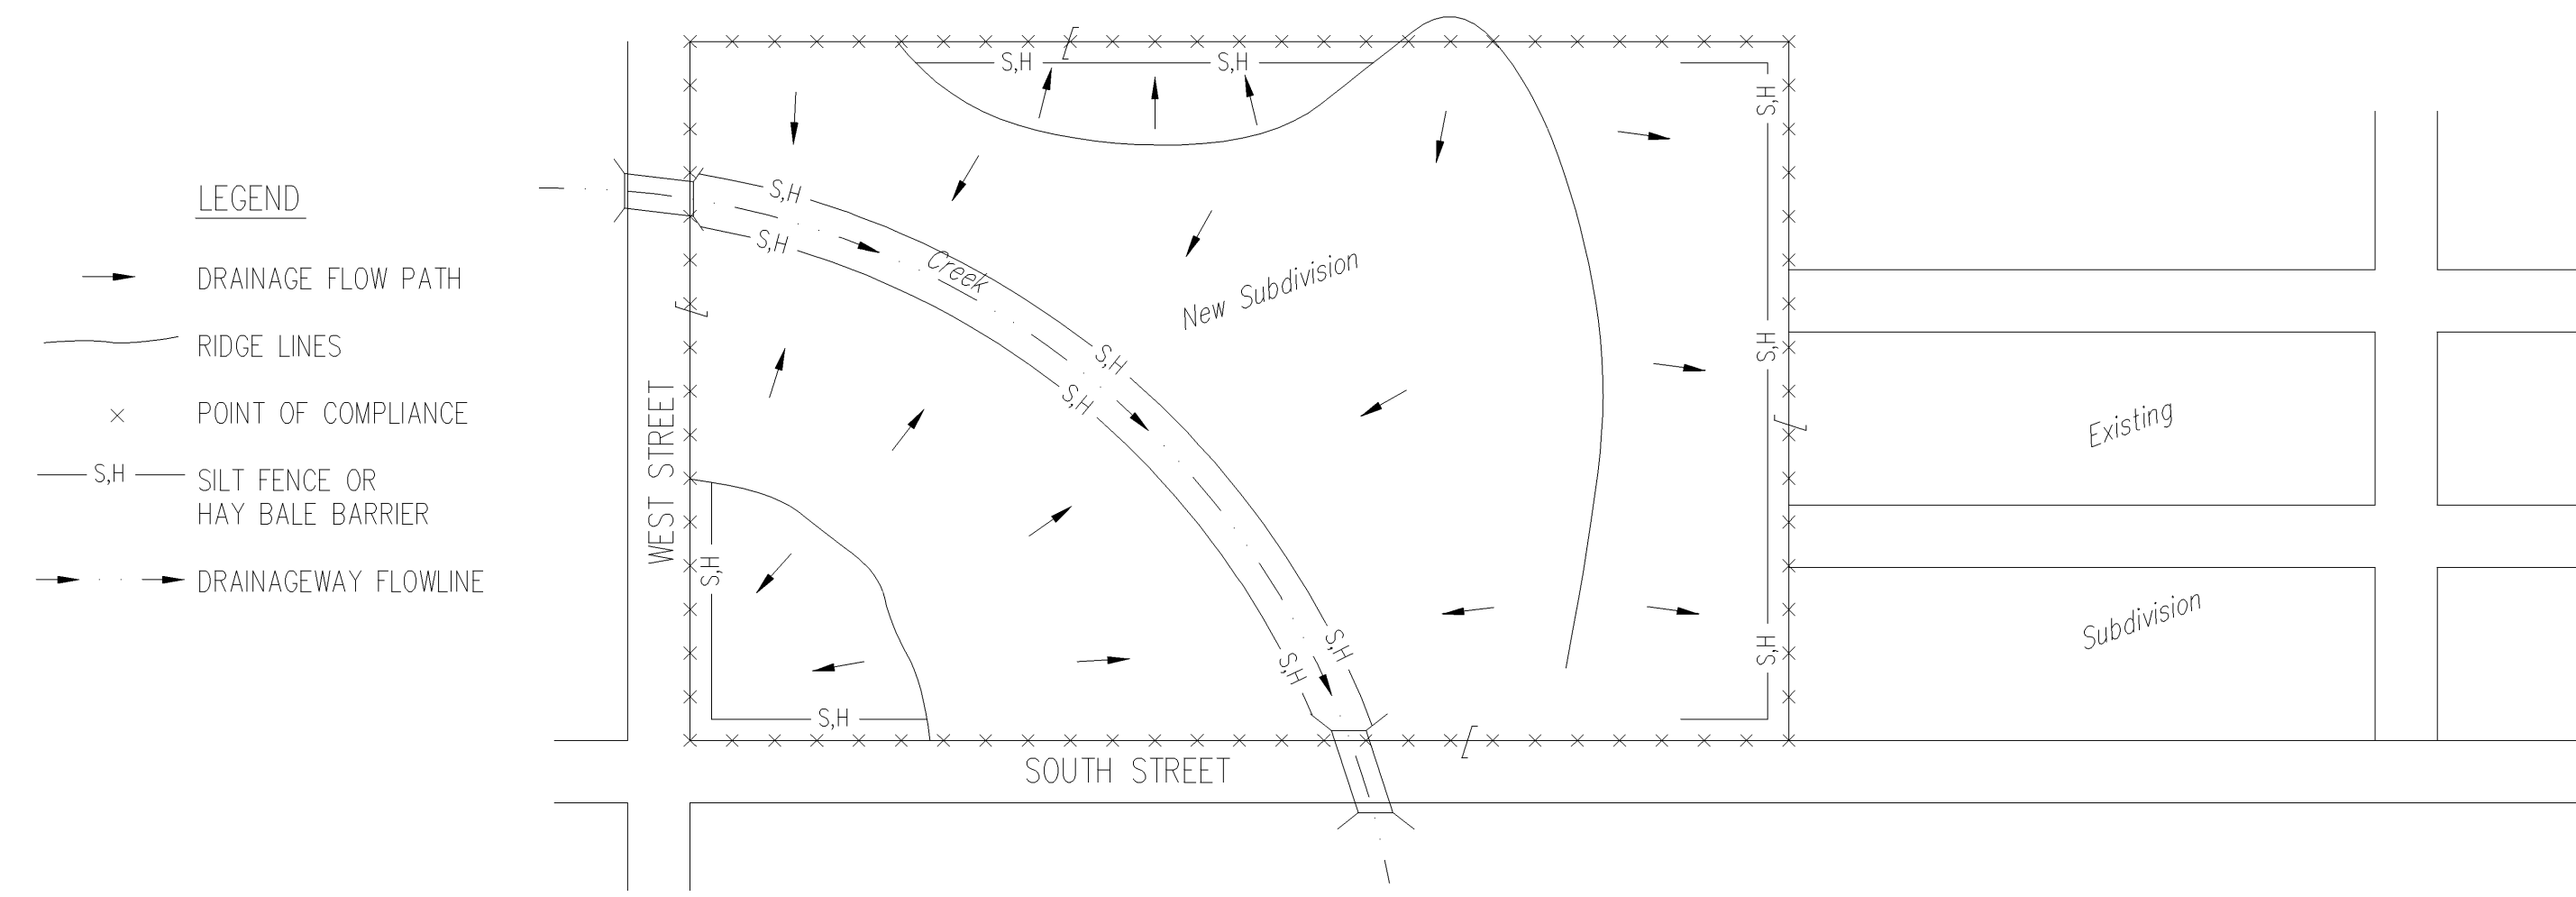 LEGEND
DRAINAGE FLOW PATH
RIDGE LINES
POINT OF COMPLIANCE
S,H
SILT FENCE OR
HAY BALE BARRIER
DRAINAGEWAY FLOWLINE
S,H
S,H
S,H
S,H
S,H
Creek
New Subdivision
S,H
S,H
S,H
WEST STREET
Existing
S,H
Subdivision
S,H
S,H
S,H
S,H
SOUTH STREET